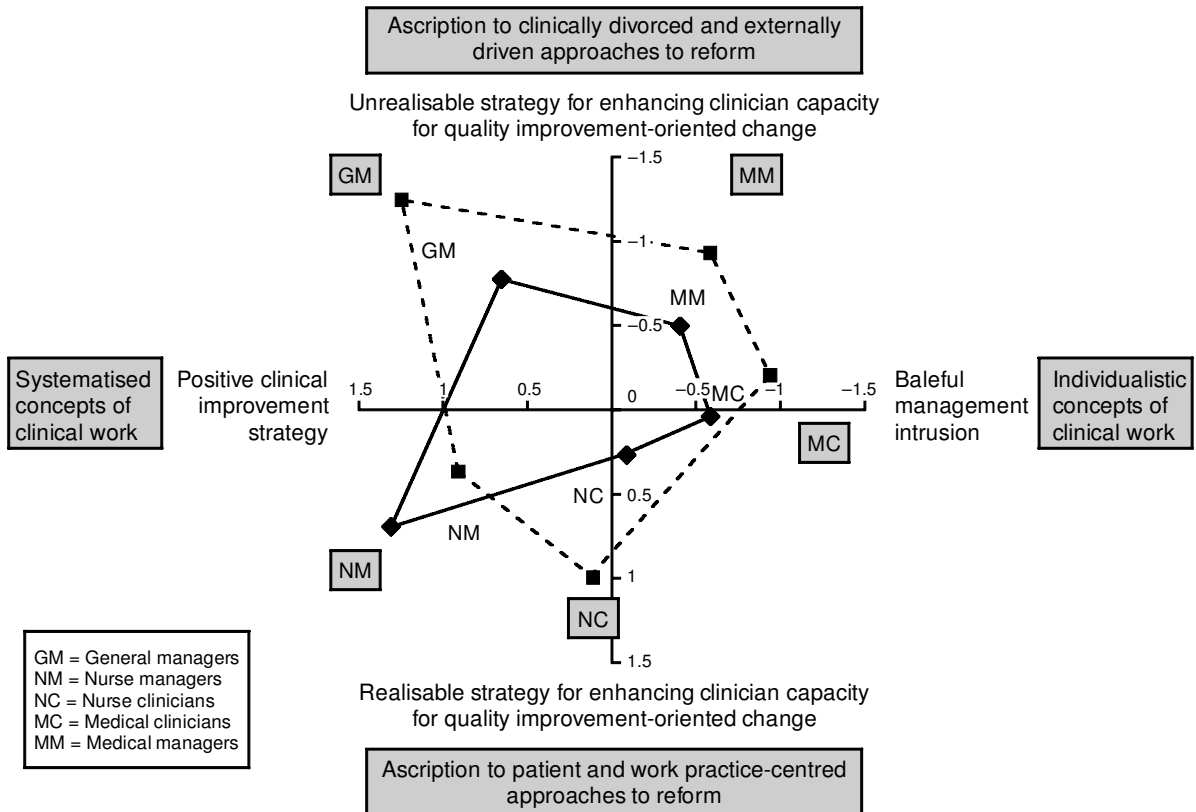 Ascription to clinically divorced and externally
driven approaches to reform
Unrealisable strategy for enhancing clinician capacity
for quality improvement-oriented change
−1.5
GM
MM
−1
GM
MM
−0.5
Systematised
concepts of
clinical work
Positive clinical
improvement
strategy
1.5
1
0.5
0
−0.5
−1
−1.5
MC
Baleful
management
intrusion
Individualistic
concepts of
clinical work
MC
NC
0.5
NM
NM
1
NC
1.5
GM = General managers
NM = Nurse managers
NC = Nurse clinicians
MC = Medical clinicians
MM = Medical managers
Realisable strategy for enhancing clinician capacity
for quality improvement-oriented change
Ascription to patient and work practice-centred
approaches to reform